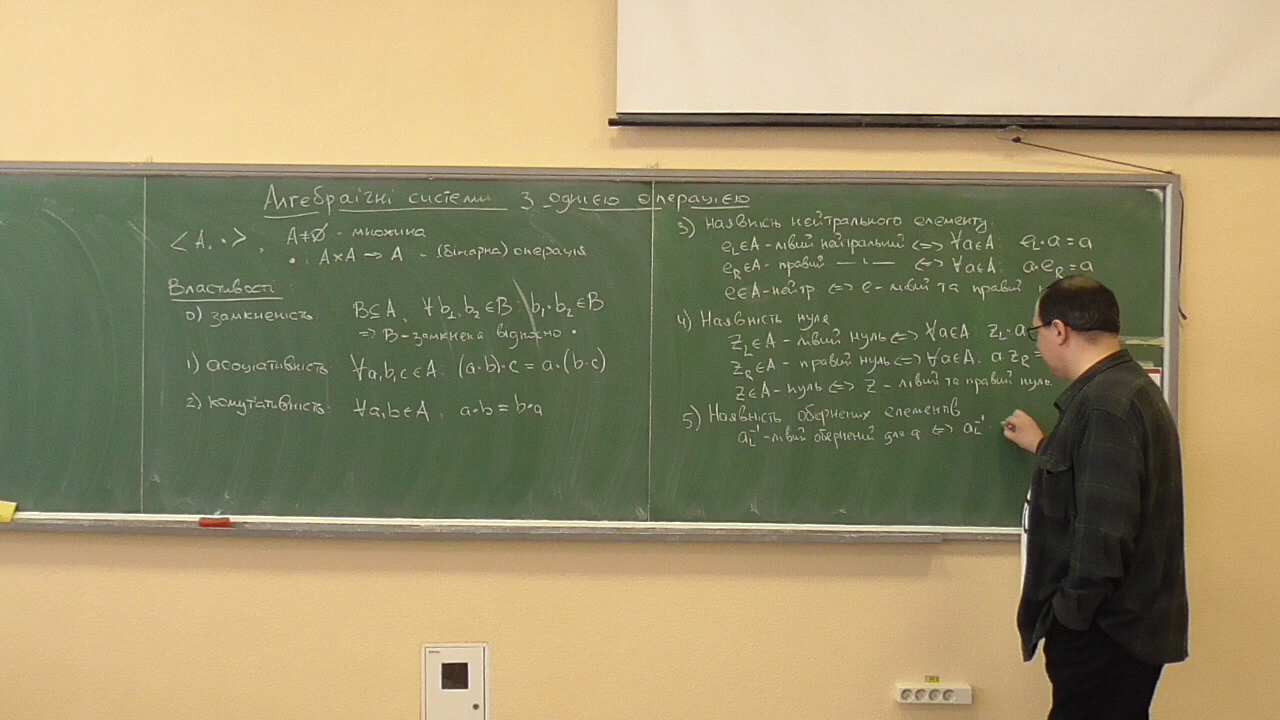 Алгебраїчні системи з однією операцією
<A, •>, A≠∅ - множина
• : A×A → A - (бінарна) операція
Властивості:
0) замкненість B⊆A, ∀b₁,b₂∈B: b₁•b₂∈B
=> B - замкнена відносно •
1) асоціативність ∀a,b,c∈A: (a•b)•c = a•(b•c)
2) комутативність: ∀a,b∈A, a•b = b•a
3) Наявність нейтрального елементу:
e_L∈A - лівий нейтральний <=> ∀a∈A: e_L•a = a
e_R∈A - правий —"— <=> ∀a∈A: a•e_R = a
e∈A - нейтр <=> e - лівий та правий
4) Наявність нуля
z_L∈A - лівий нуль <=> ∀a∈A: z_L•a
z_R∈A - правий нуль <=> ∀a∈A: a•z_R =
z∈A - нуль <=> z - лівий та правий нуль
5) Наявність обернених елементів
a_L⁻¹ - лівий обернений для a <=> a_L⁻¹